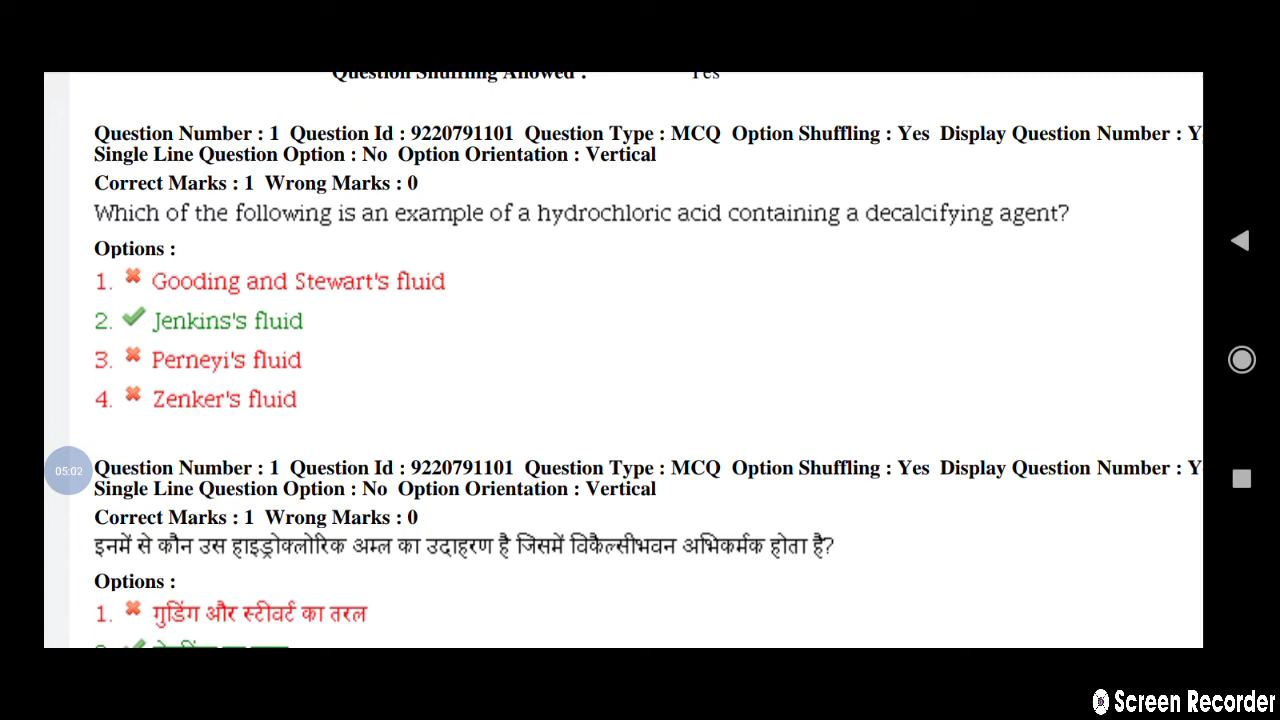 Question Shuffling Allowed : Yes
Question Number : 1 Question Id : 9220791101 Question Type : MCQ Option Shuffling : Yes Display Question Number : Y
Single Line Question Option : No Option Orientation : Vertical
Correct Marks : 1 Wrong Marks : 0
Which of the following is an example of a hydrochloric acid containing a decalcifying agent?
Options :
1. Gooding and Stewart's fluid
2. Jenkins's fluid
3. Perneyi's fluid
4. Zenker's fluid
05:02
Question Number : 1 Question Id : 9220791101 Question Type : MCQ Option Shuffling : Yes Display Question Number : Y
Single Line Question Option : No Option Orientation : Vertical
Correct Marks : 1 Wrong Marks : 0
इनमें से कौन उस हाइड्रोक्लोरिक अम्ल का उदाहरण है जिसमें विकैल्सीभवन अभिकर्मक होता है?
Options :
1. गुडिंग और स्टीवर्ट का तरल
Screen Recorder